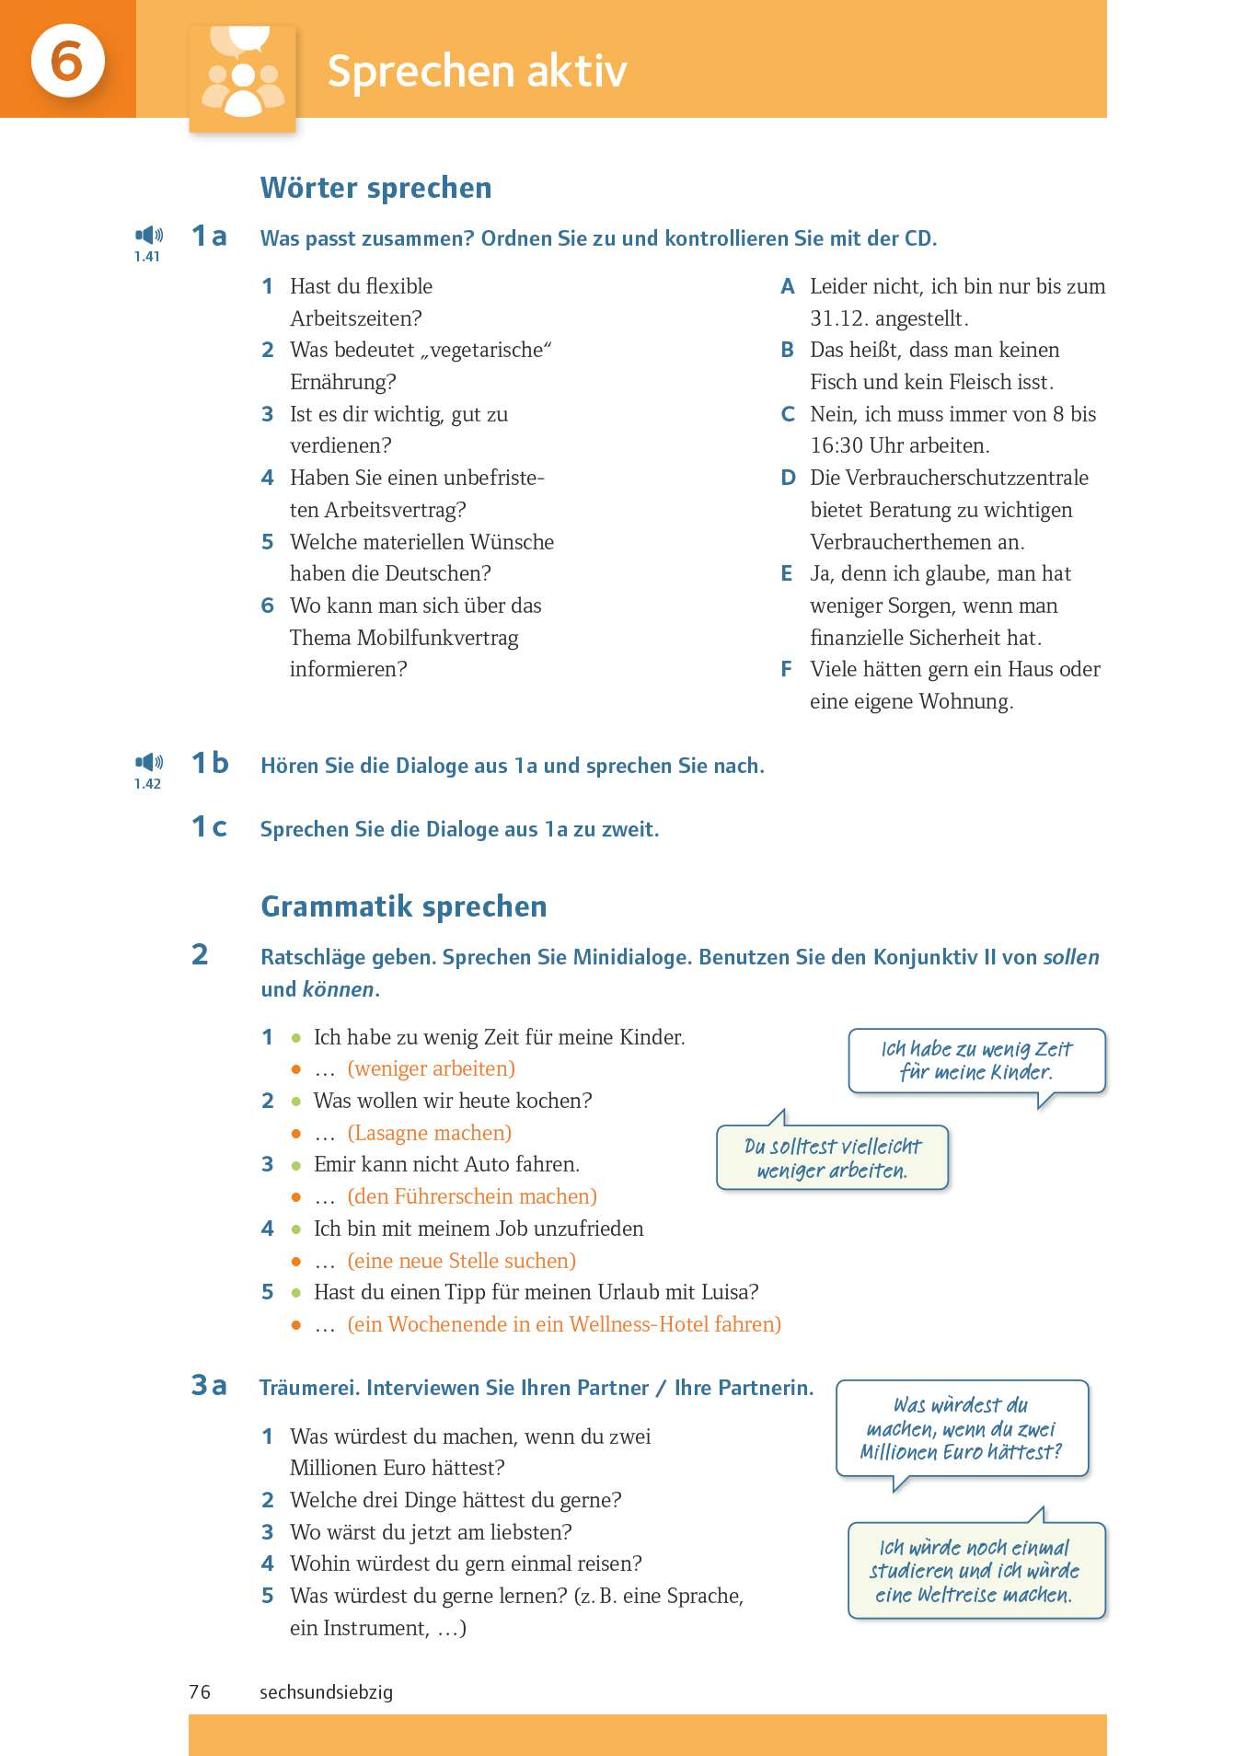 6
Sprechen aktiv
Wörter sprechen
1.41
1a Was passt zusammen? Ordnen Sie zu und kontrollieren Sie mit der CD.
1 Hast du flexible
Arbeitszeiten?
2 Was bedeutet „vegetarische“
Ernährung?
3 Ist es dir wichtig, gut zu
verdienen?
4 Haben Sie einen unbefriste-
ten Arbeitsvertrag?
5 Welche materiellen Wünsche
haben die Deutschen?
6 Wo kann man sich über das
Thema Mobilfunkvertrag
informieren?
A Leider nicht, ich bin nur bis zum
31.12. angestellt.
B Das heißt, dass man keinen
Fisch und kein Fleisch isst.
C Nein, ich muss immer von 8 bis
16:30 Uhr arbeiten.
D Die Verbraucherschutzzentrale
bietet Beratung zu wichtigen
Verbraucherthemen an.
E Ja, denn ich glaube, man hat
weniger Sorgen, wenn man
finanzielle Sicherheit hat.
F Viele hätten gern ein Haus oder
eine eigene Wohnung.
1.42
1b Hören Sie die Dialoge aus 1a und sprechen Sie nach.
1c Sprechen Sie die Dialoge aus 1a zu zweit.
Grammatik sprechen
2 Ratschläge geben. Sprechen Sie Minidialoge. Benutzen Sie den Konjunktiv II von sollen
und können.
1 • Ich habe zu wenig Zeit für meine Kinder.
• … (weniger arbeiten)
2 • Was wollen wir heute kochen?
• … (Lasagne machen)
3 • Emir kann nicht Auto fahren.
• … (den Führerschein machen)
4 • Ich bin mit meinem Job unzufrieden
• … (eine neue Stelle suchen)
5 • Hast du einen Tipp für meinen Urlaub mit Luisa?
• … (ein Wochenende in ein Wellness-Hotel fahren)
Ich habe zu wenig Zeit
für meine Kinder.
Du solltest vielleicht
weniger arbeiten.
3a Träumerei. Interviewen Sie Ihren Partner / Ihre Partnerin.
1 Was würdest du machen, wenn du zwei
Millionen Euro hättest?
2 Welche drei Dinge hättest du gerne?
3 Wo wärst du jetzt am liebsten?
4 Wohin würdest du gern einmal reisen?
5 Was würdest du gerne lernen? (z. B. eine Sprache,
ein Instrument, …)
Was würdest du
machen, wenn du zwei
Millionen Euro hättest?
Ich würde noch einmal
studieren und ich würde
eine Weltreise machen.
76 sechsundsiebzig